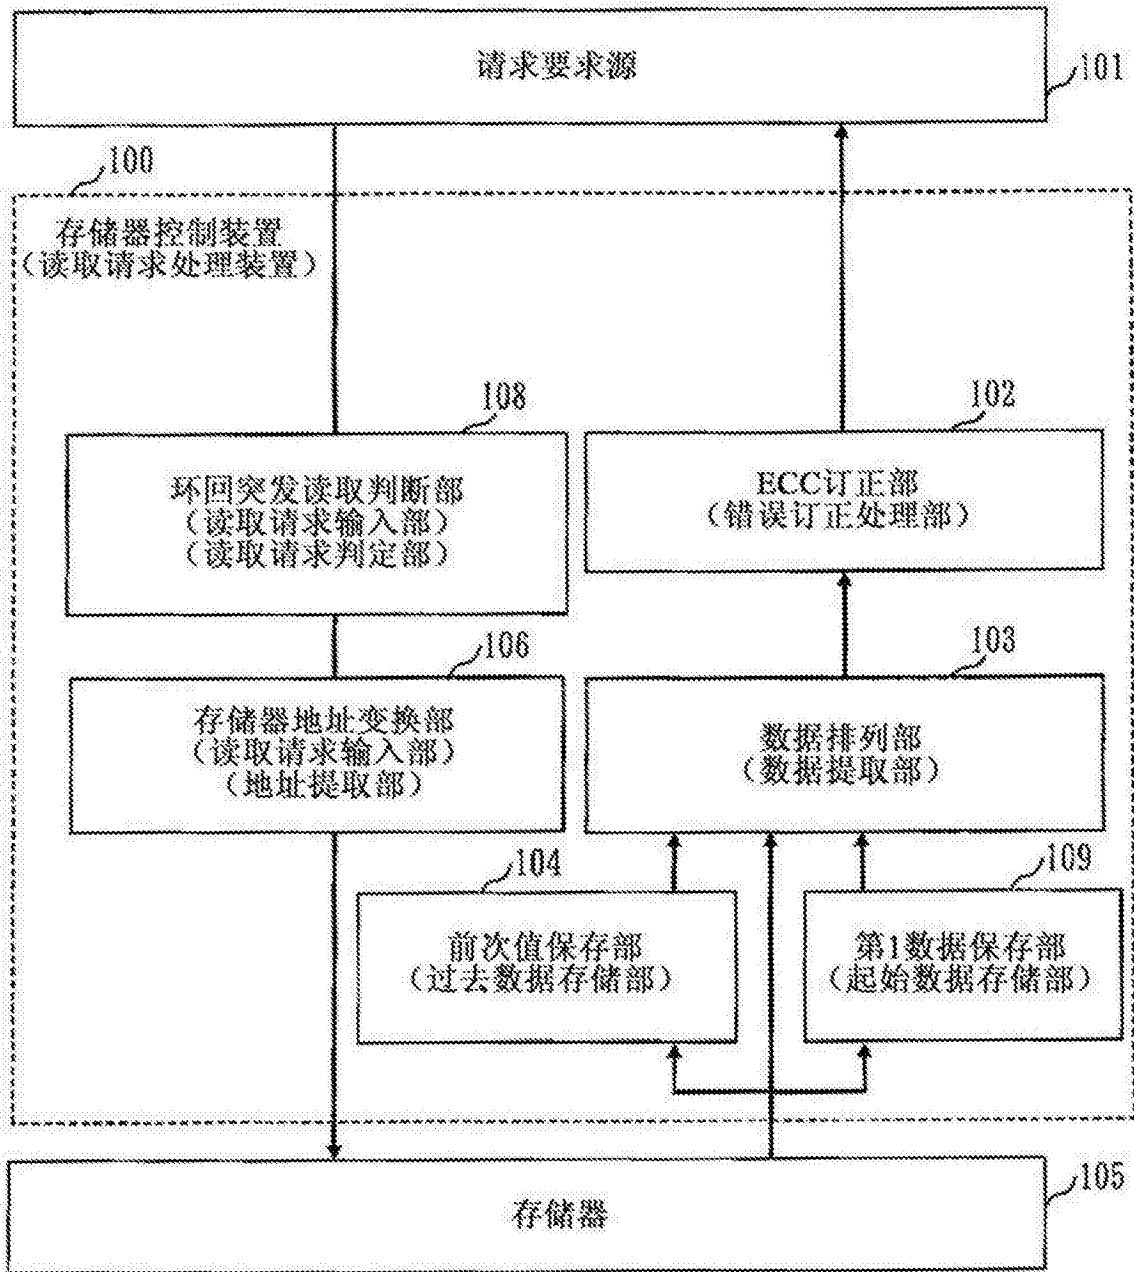 请求要求源
101
100
存储器控制装置
（读取请求处理装置）
108
环回突发读取判断部
（读取请求输入部）
（读取请求判定部）
102
ECC订正部
（错误订正处理部）
106
存储器地址变换部
（读取请求输入部）
（地址提取部）
103
数据排列部
（数据提取部）
104
前次值保存部
（过去数据存储部）
109
第1数据保存部
（起始数据存储部）
105
存储器